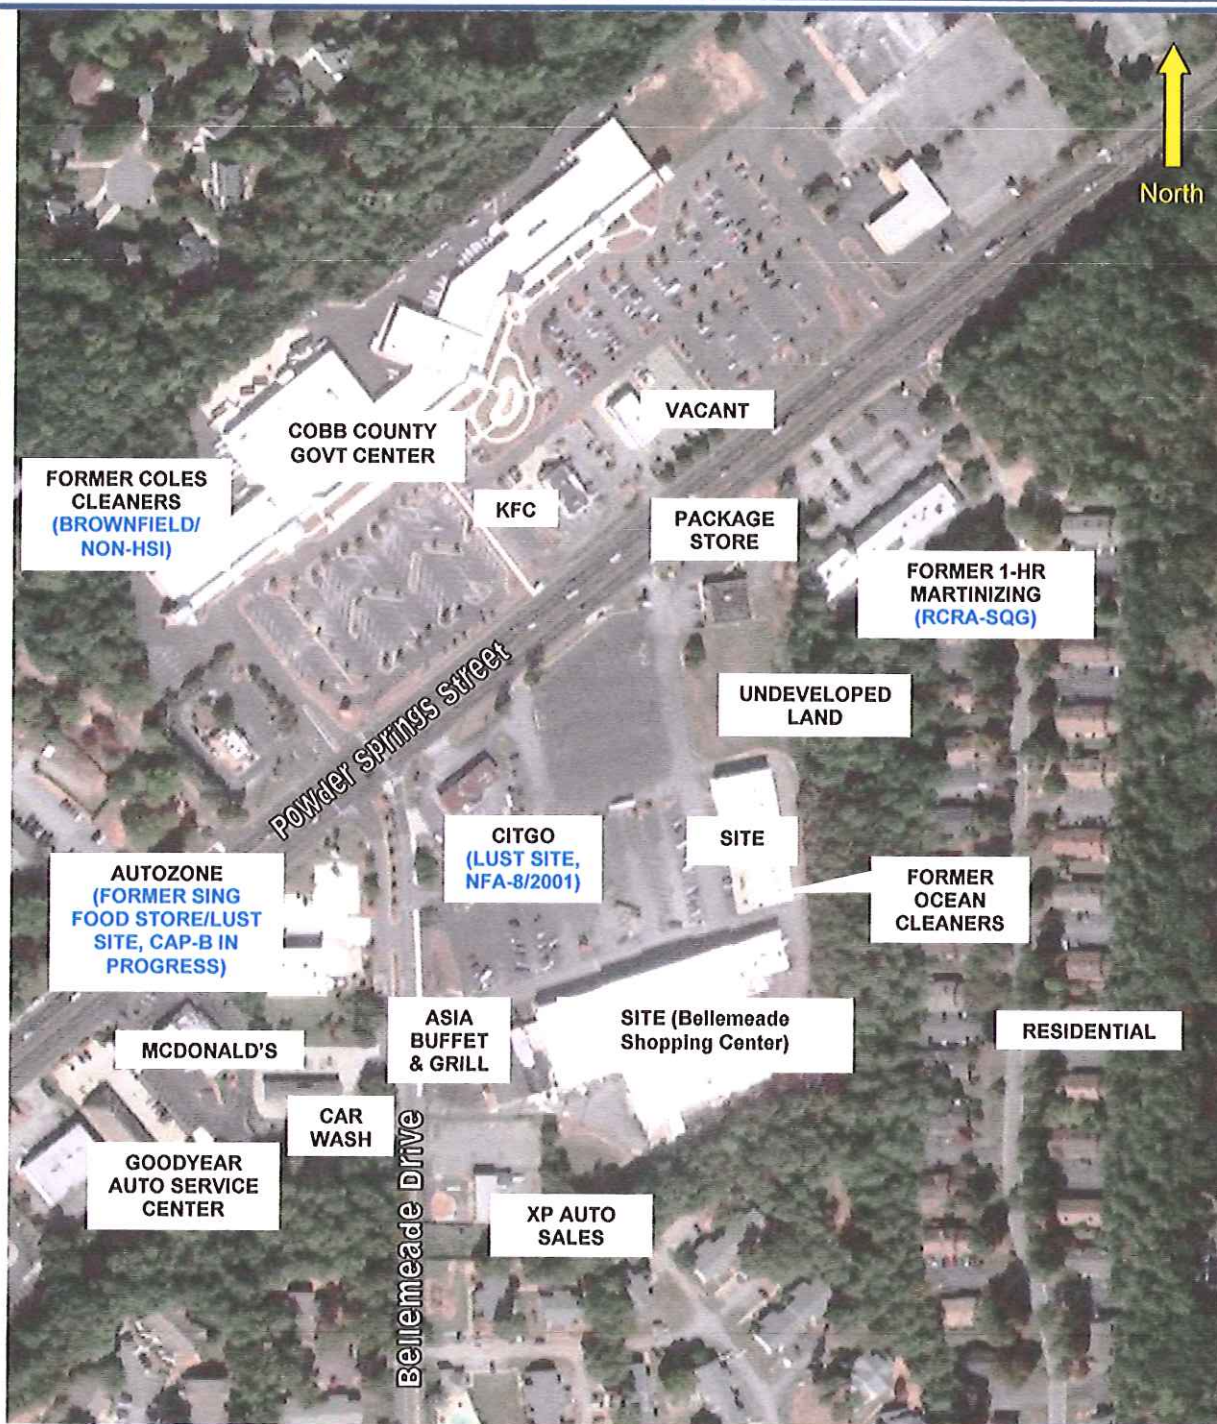 North
VACANT
COBB COUNTY
GOVT CENTER
FORMER COLES
CLEANERS
(BROWNFIELD/
NON-HSI)
KFC
PACKAGE
STORE
FORMER 1-HR
MARTINIZING
(RCRA-SQG)
Powder Springs Street
UNDEVELOPED
LAND
CITGO
(LUST SITE,
NFA-8/2001)
SITE
AUTOZONE
(FORMER SING
FOOD STORE/LUST
SITE, CAP-B IN
PROGRESS)
FORMER
OCEAN
CLEANERS
ASIA
BUFFET
& GRILL
SITE (Bellemeade
Shopping Center)
RESIDENTIAL
MCDONALD'S
CAR
WASH
GOODYEAR
AUTO SERVICE
CENTER
Bellemeade Drive
XP AUTO
SALES